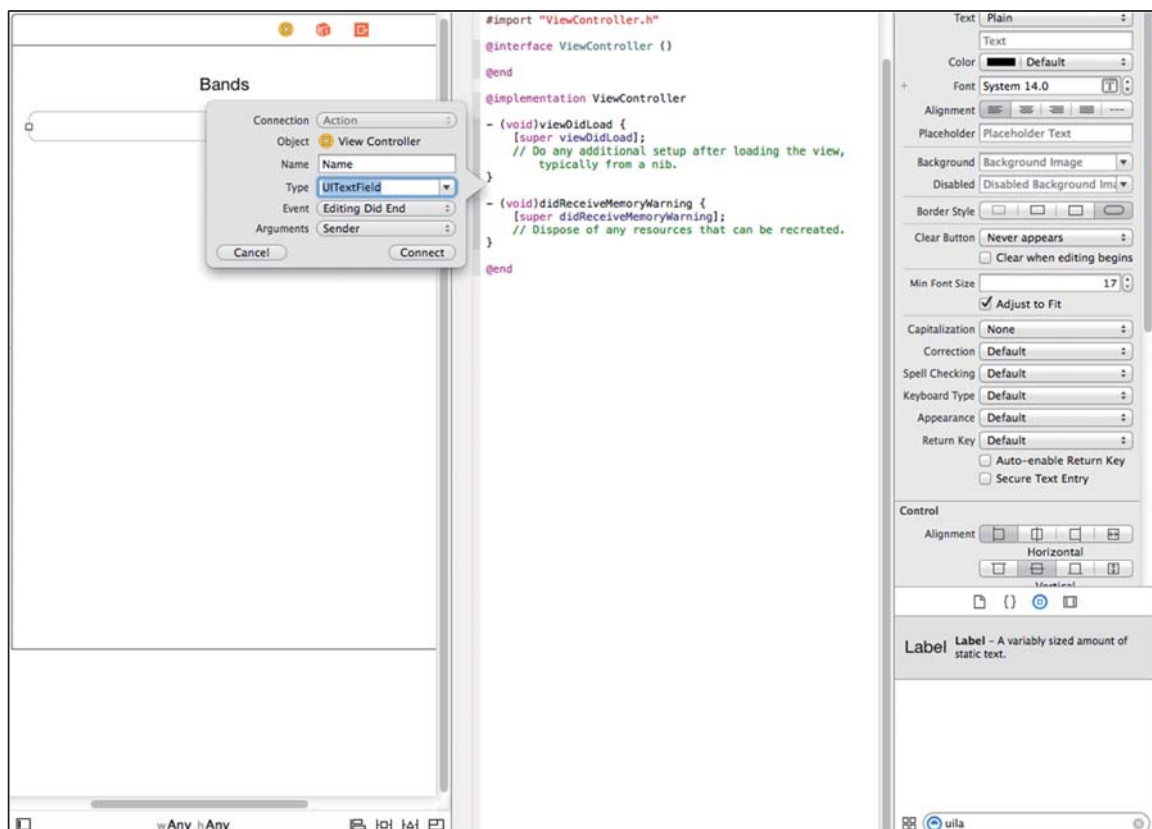 Bands
Connection Action
Object View Controller
Name Name
Type UITextField
Event Editing Did End
Arguments Sender
Cancel Connect
wAny hAny
#import "ViewController.h"
@interface ViewController ()
@end
@implementation ViewController
- (void)viewDidLoad {
[super viewDidLoad];
// Do any additional setup after loading the view,
typically from a nib.
}
- (void)didReceiveMemoryWarning {
[super didReceiveMemoryWarning];
// Dispose of any resources that can be recreated.
}
@end
Text Plain
Text
Color Default
+ Font System 14.0 T
Alignment ---
Placeholder Placeholder Text
Background Background Image
Disabled Disabled Background Ima
Border Style
Clear Button Never appears
Clear when editing begins
Min Font Size 17
Adjust to Fit
Capitalization None
Correction Default
Spell Checking Default
Keyboard Type Default
Appearance Default
Return Key Default
Auto-enable Return Key
Secure Text Entry
Control
Alignment
Horizontal
Vertical
{}
Label Label - A variably sized amount of
static text.
uila